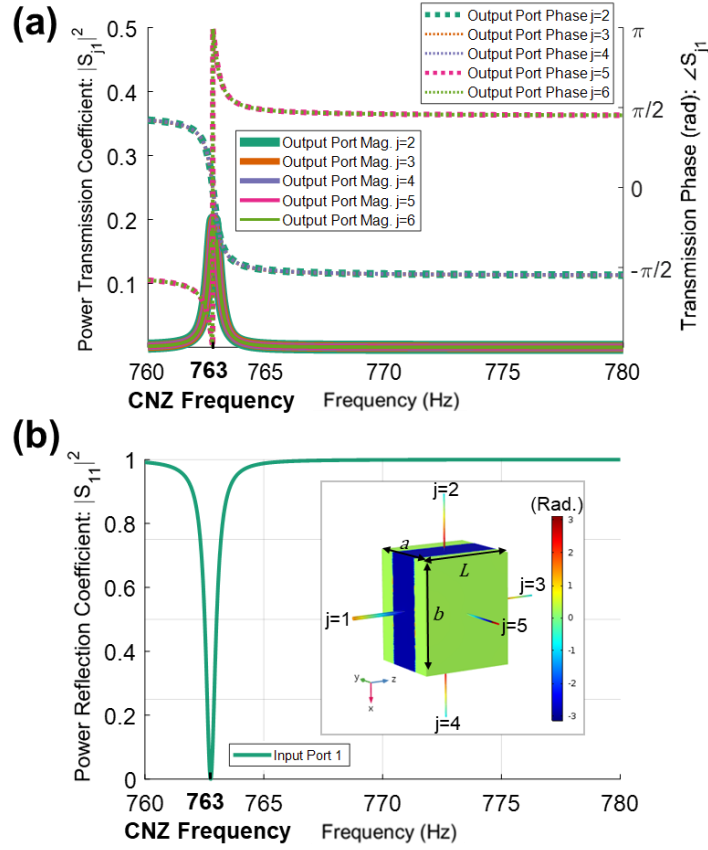 (a)
Power Transmission Coefficient: |S_j1|^2
0.5
0.4
0.3
0.2
0.1
Output Port Phase j=2
Output Port Phase j=3
Output Port Phase j=4
Output Port Phase j=5
Output Port Phase j=6
Output Port Mag. j=2
Output Port Mag. j=3
Output Port Mag. j=4
Output Port Mag. j=5
Output Port Mag. j=6
π
π/2
0
-π/2
Transmission Phase (rad): ∠S_j1
760 763 765 770 775 780
CNZ Frequency Frequency (Hz)
(b)
Power Reflection Coefficient: |S_11|^2
1
0.8
0.6
0.4
0.2
0
j=2
(Rad.)
a
L
j=3
j=1
b
j=5
y z
x
j=4
3
2
1
0
-1
-2
-3
Input Port 1
760 763 765 770 775 780
CNZ Frequency Frequency (Hz)